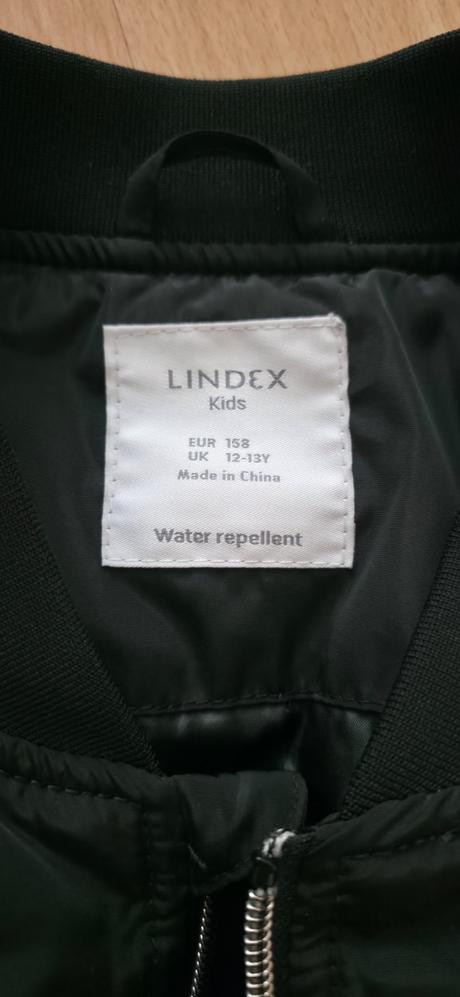 LINDEX
Kids
EUR 158
UK 12-13Y
Made in China
Water repellent